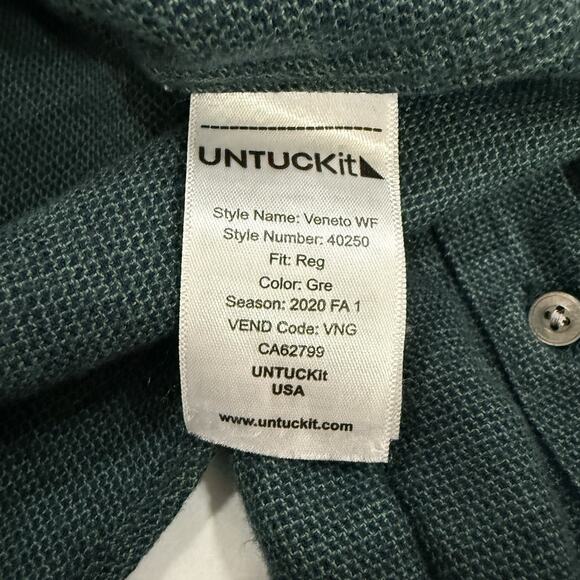 UNTUCKit
Style Name: Veneto WF
Style Number: 40250
Fit: Reg
Color: Gre
Season: 2020 FA 1
VEND Code: VNG
CA62799
UNTUCKit
USA
www.untuckit.com